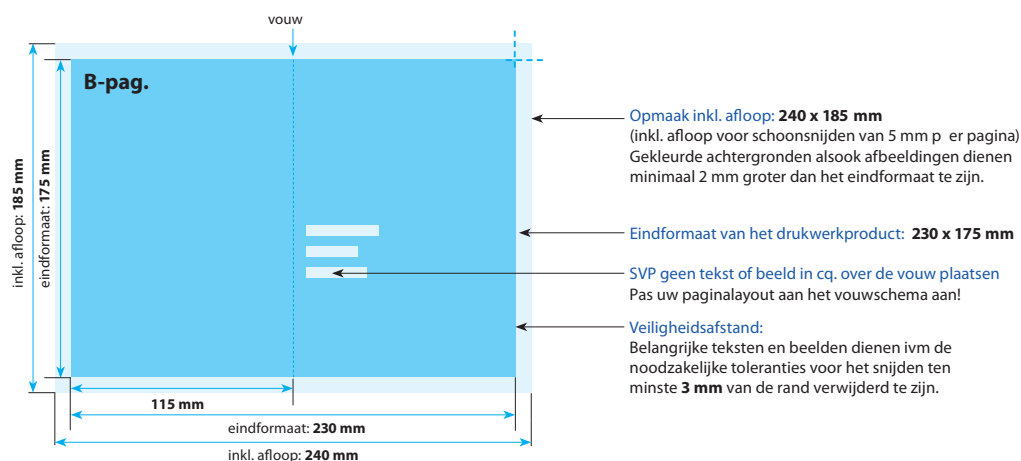 vouw
B-pag.
inkl. afloop: 185 mm
eindformaat: 175 mm
Opmaak inkl. afloop: 240 x 185 mm
(inkl. afloop voor schoonsnijden van 5 mm p er pagina)
Gekleurde achtergronden alsook afbeeldingen dienen
minimaal 2 mm groter dan het eindformaat te zijn.
Eindformaat van het drukwerkproduct: 230 x 175 mm
SVP geen tekst of beeld in cq. over de vouw plaatsen
Pas uw paginalayout aan het vouwschema aan!
Veiligheidsafstand:
Belangrijke teksten en beelden dienen ivm de
noodzakelijke toleranties voor het snijden ten
minste 3 mm van de rand verwijderd te zijn.
115 mm
eindformaat: 230 mm
inkl. afloop: 240 mm